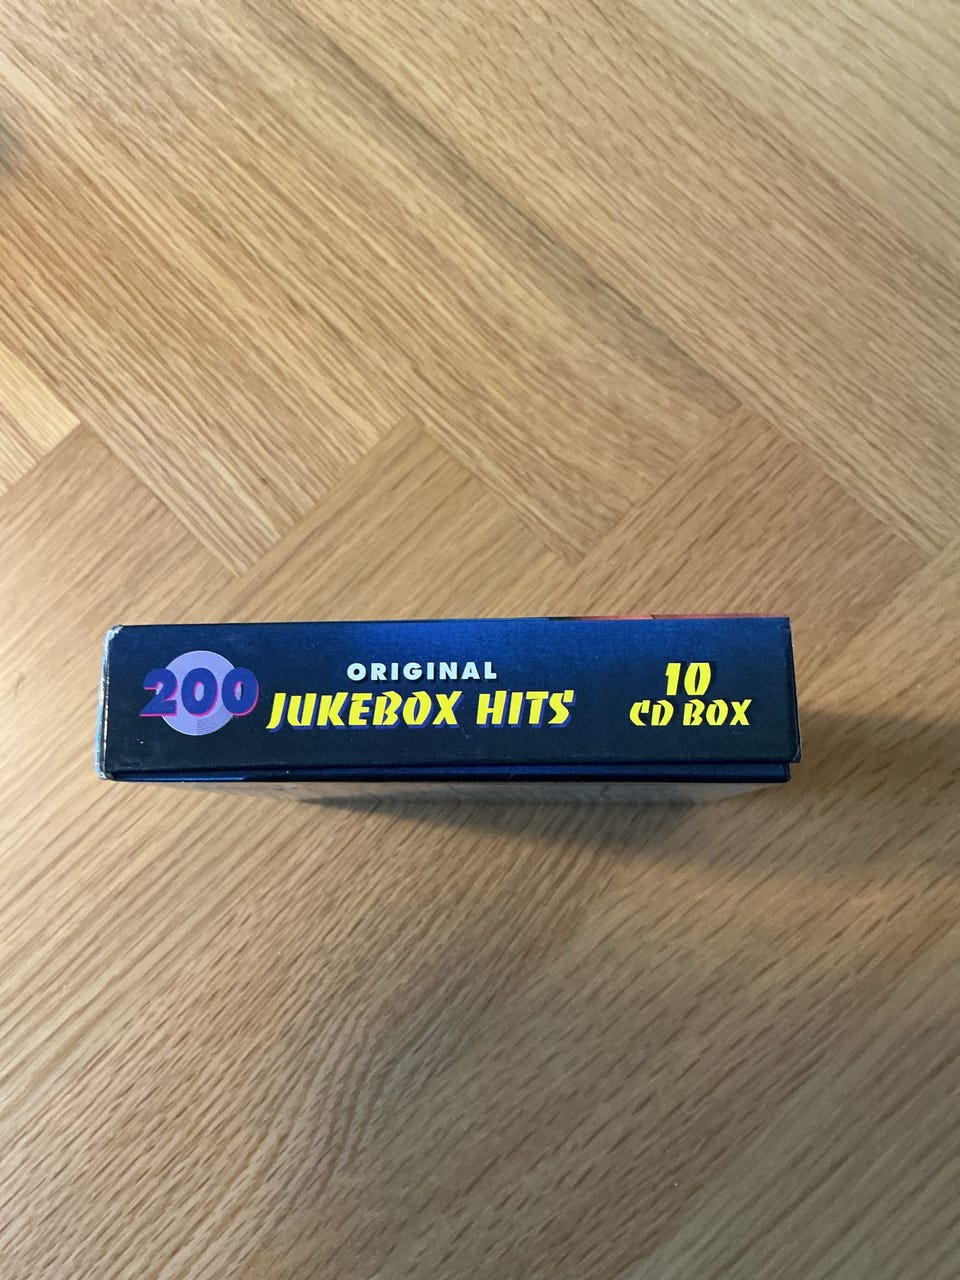 200
ORIGINAL
JUKEBOX HITS
10
CD BOX